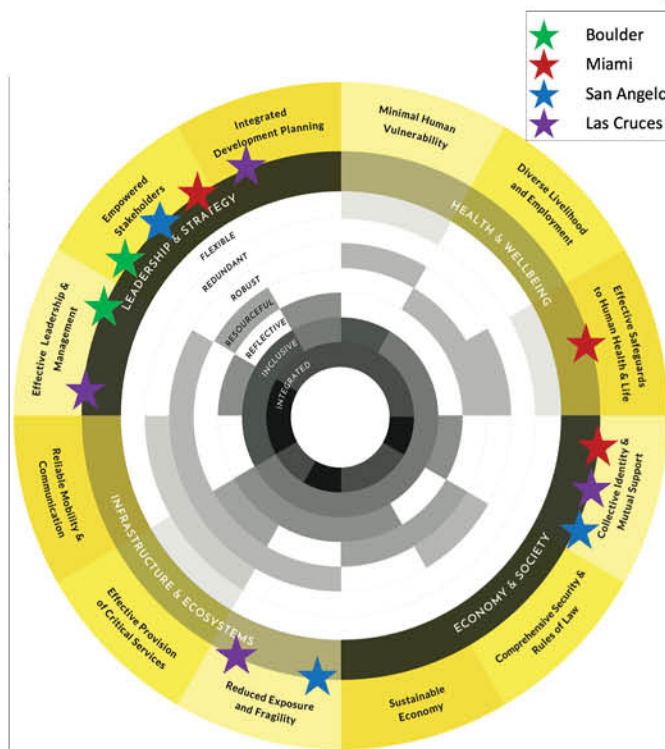 Boulder
Miami
San Angelo
Las Cruces
Integrated
Development Planning
Minimal Human
Vulnerability
Empowered
Stakeholders
Diverse Livelihood
and Employment
LEADERSHIP & STRATEGY
HEALTH & WELLBEING
FLEXIBLE
REDUNDANT
ROBUST
RESOURCEFUL
REFLECTIVE
INCLUSIVE
INTEGRATED
Effective Leadership &
Management
Effective Safeguards
to Human Health & Life
Reliable Mobility &
Communication
Collective Identity &
Mutual Support
INFRASTRUCTURE & ECOSYSTEMS
ECONOMY & SOCIETY
Effective Provision
of Critical Services
Comprehensive Security &
Rules of Law
Reduced Exposure
and Fragility
Sustainable
Economy